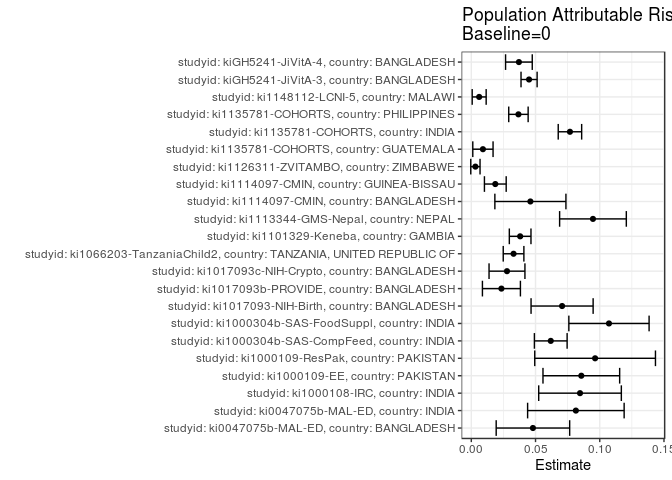 Population Attributable Ris
Baseline=0
studyid: kiGH5241-JiVitA-4, country: BANGLADESH
studyid: kiGH5241-JiVitA-3, country: BANGLADESH
studyid: ki1148112-LCNI-5, country: MALAWI
studyid: ki1135781-COHORTS, country: PHILIPPINES
studyid: ki1135781-COHORTS, country: INDIA
studyid: ki1135781-COHORTS, country: GUATEMALA
studyid: ki1126311-ZVITAMBO, country: ZIMBABWE
studyid: ki1114097-CMIN, country: GUINEA-BISSAU
studyid: ki1114097-CMIN, country: BANGLADESH
studyid: ki1113344-GMS-Nepal, country: NEPAL
studyid: ki1101329-Keneba, country: GAMBIA
studyid: ki1066203-TanzaniaChild2, country: TANZANIA, UNITED REPUBLIC OF
studyid: ki1017093c-NIH-Crypto, country: BANGLADESH
studyid: ki1017093b-PROVIDE, country: BANGLADESH
studyid: ki1017093-NIH-Birth, country: BANGLADESH
studyid: ki1000304b-SAS-FoodSuppl, country: INDIA
studyid: ki1000304b-SAS-CompFeed, country: INDIA
studyid: ki1000109-ResPak, country: PAKISTAN
studyid: ki1000109-EE, country: PAKISTAN
studyid: ki1000108-IRC, country: INDIA
studyid: ki0047075b-MAL-ED, country: INDIA
studyid: ki0047075b-MAL-ED, country: BANGLADESH
0.00 0.05 0.10 0.15
Estimate